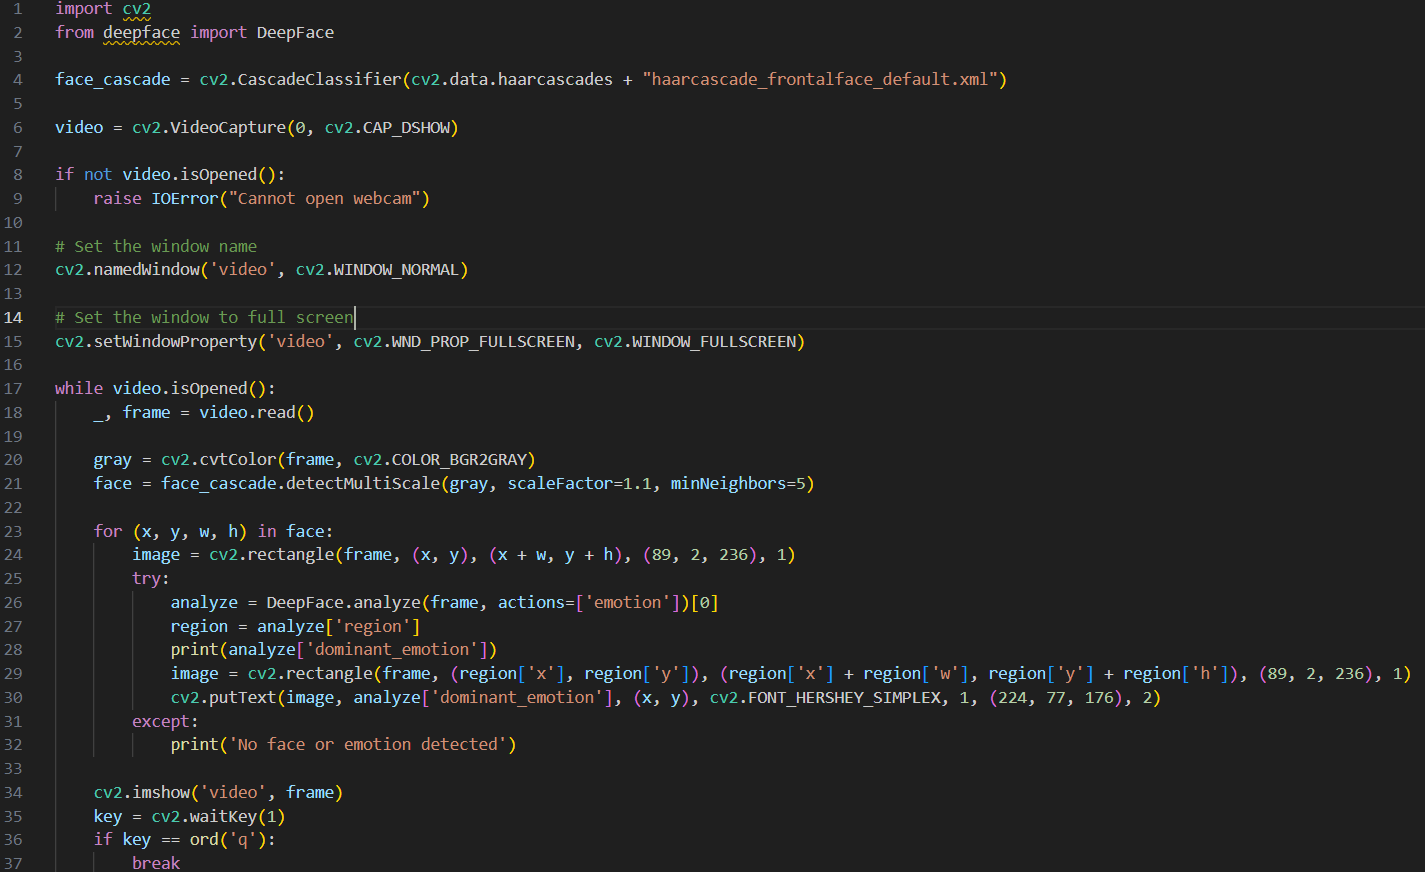 1 import cv2
2 from deepface import DeepFace
3
4 face_cascade = cv2.CascadeClassifier(cv2.data.haarcascades + "haarcascade_frontalface_default.xml")
5
6 video = cv2.VideoCapture(0, cv2.CAP_DSHOW)
7
8 if not video.isOpened():
9     raise IOError("Cannot open webcam")
10
11 # Set the window name
12 cv2.namedWindow('video', cv2.WINDOW_NORMAL)
13
14 # Set the window to full screen
15 cv2.setWindowProperty('video', cv2.WND_PROP_FULLSCREEN, cv2.WINDOW_FULLSCREEN)
16
17 while video.isOpened():
18     _, frame = video.read()
19
20     gray = cv2.cvtColor(frame, cv2.COLOR_BGR2GRAY)
21     face = face_cascade.detectMultiScale(gray, scaleFactor=1.1, minNeighbors=5)
22
23     for (x, y, w, h) in face:
24         image = cv2.rectangle(frame, (x, y), (x + w, y + h), (89, 2, 236), 1)
25         try:
26             analyze = DeepFace.analyze(frame, actions=['emotion'])[0]
27             region = analyze['region']
28             print(analyze['dominant_emotion'])
29             image = cv2.rectangle(frame, (region['x'], region['y']), (region['x'] + region['w'], region['y'] + region['h']), (89, 2, 236), 1)
30             cv2.putText(image, analyze['dominant_emotion'], (x, y), cv2.FONT_HERSHEY_SIMPLEX, 1, (224, 77, 176), 2)
31         except:
32             print('No face or emotion detected')
33
34     cv2.imshow('video', frame)
35     key = cv2.waitKey(1)
36     if key == ord('q'):
37         break